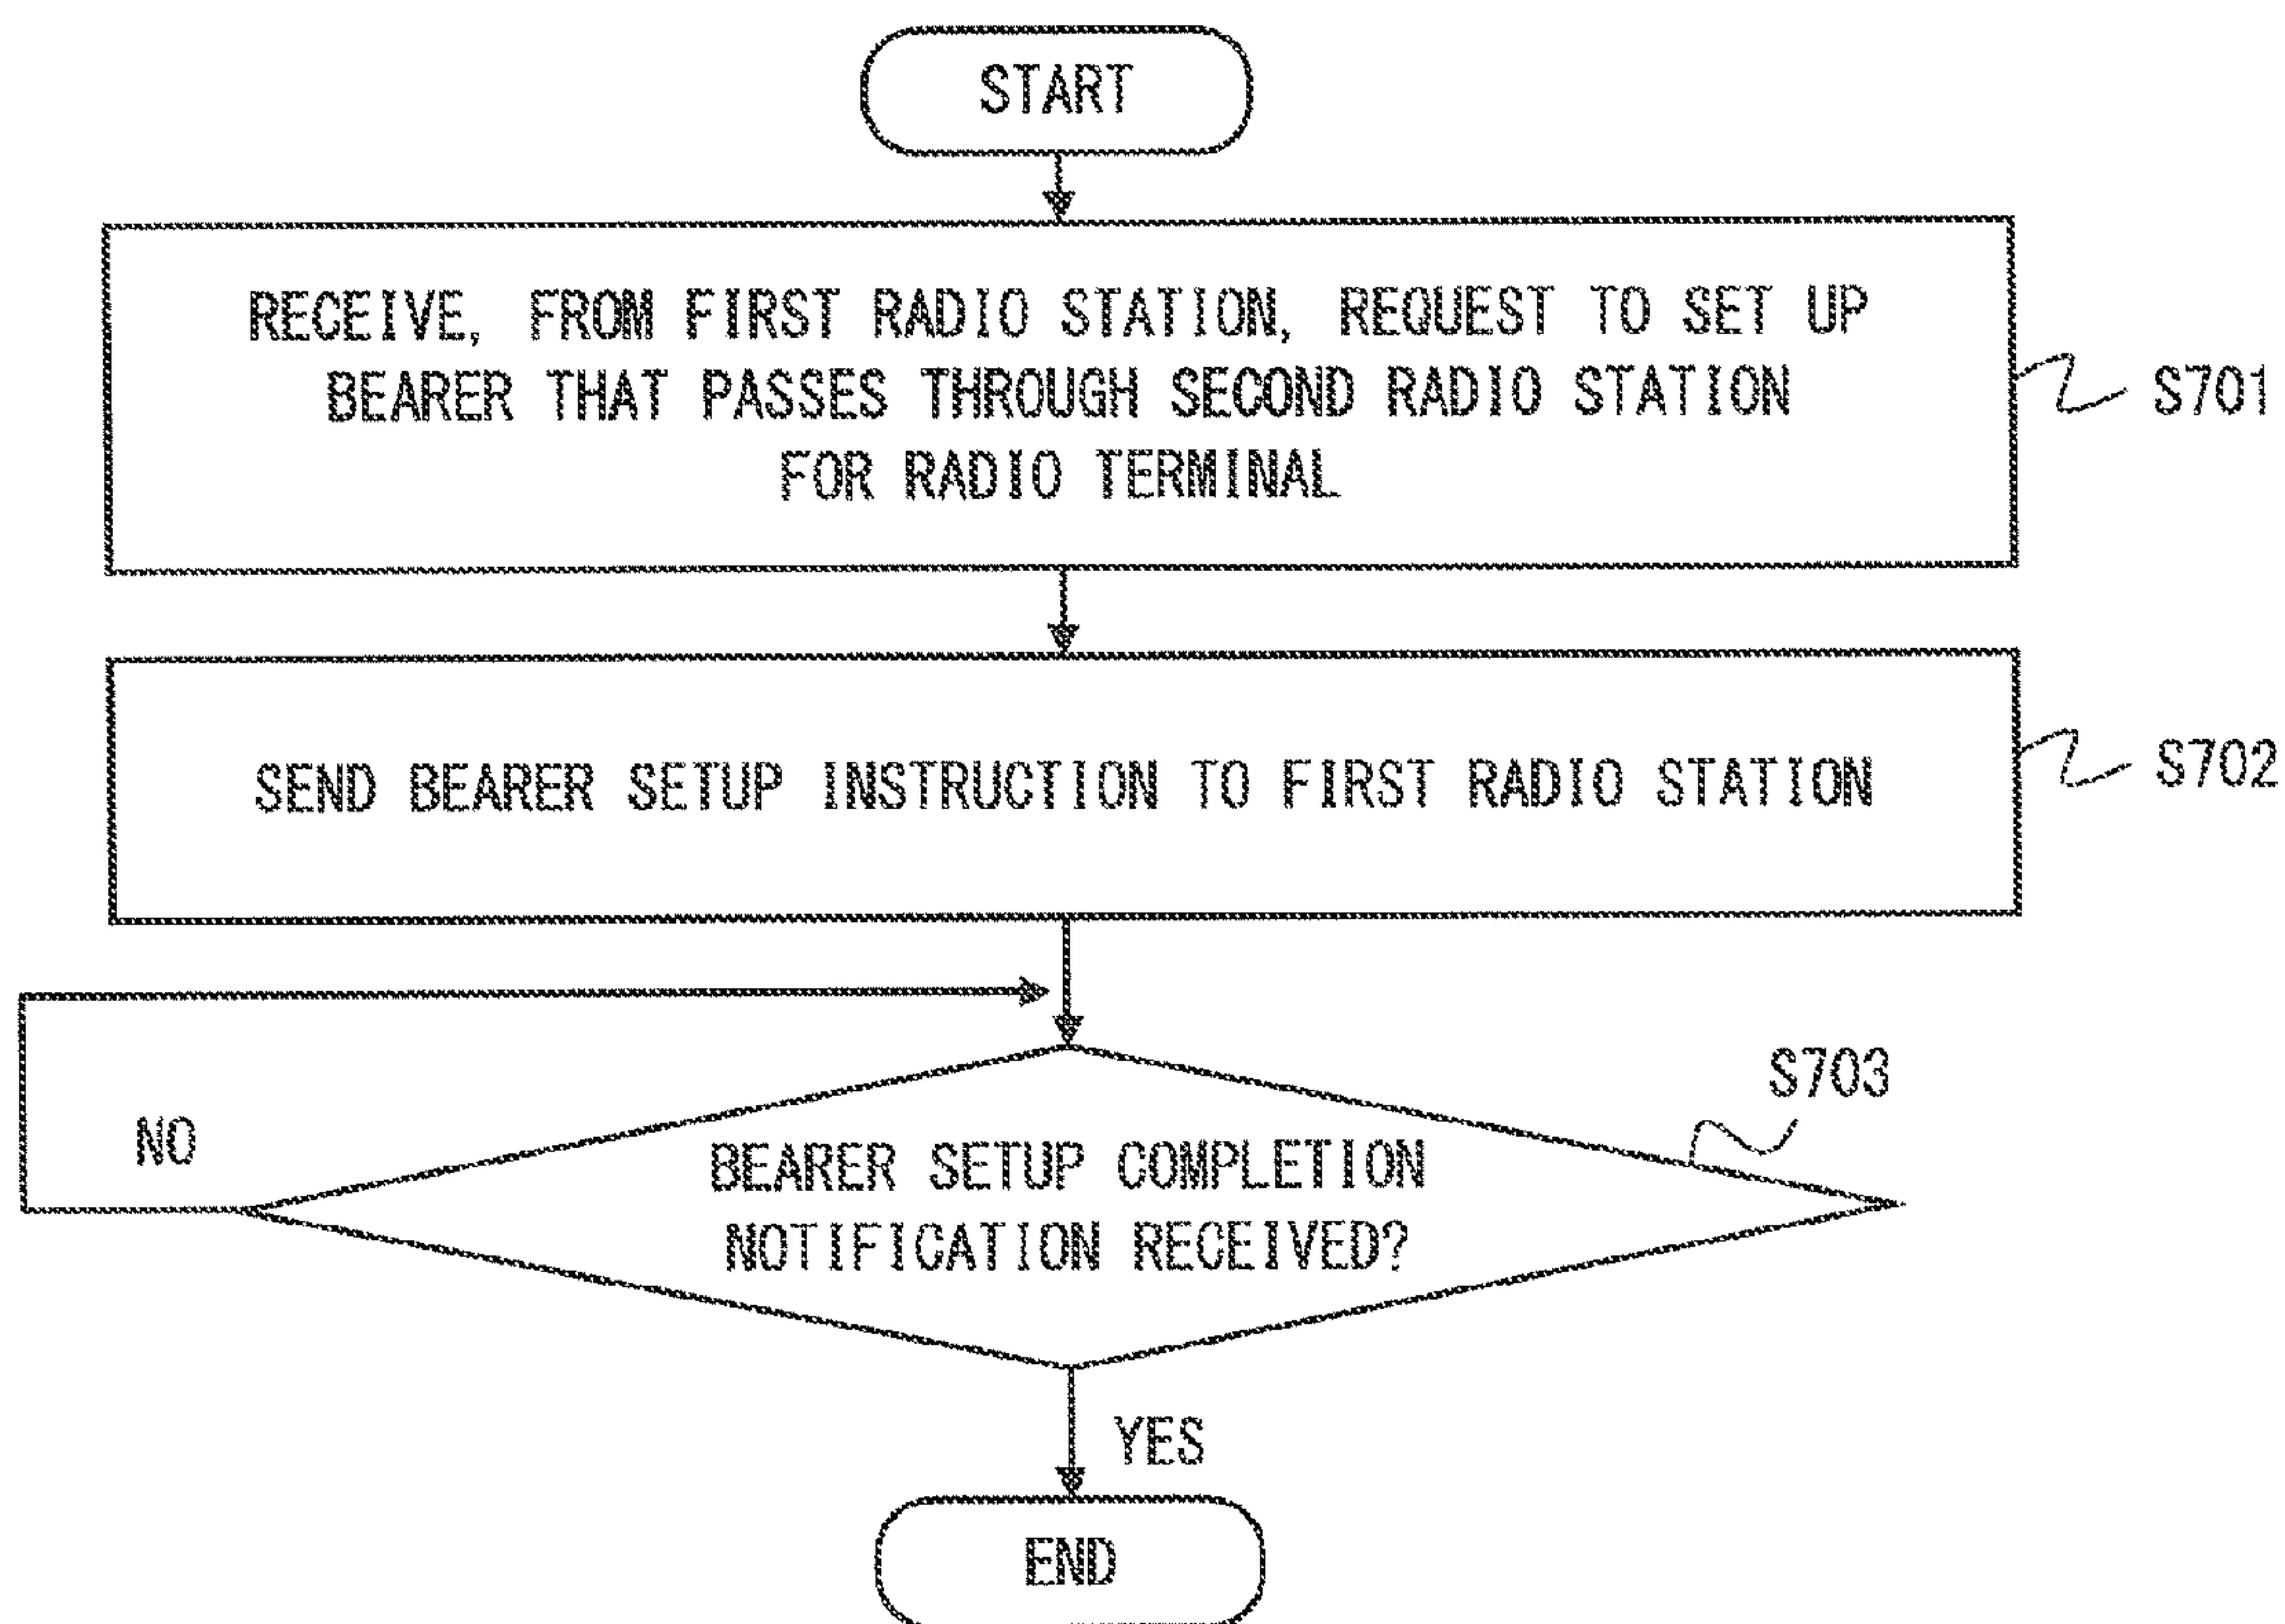 START
RECEIVE, FROM FIRST RADIO STATION, REQUEST TO SET UP
BEARER THAT PASSES THROUGH SECOND RADIO STATION
FOR RADIO TERMINAL
S701
SEND BEARER SETUP INSTRUCTION TO FIRST RADIO STATION
S702
S703
NO
BEARER SETUP COMPLETION
NOTIFICATION RECEIVED?
YES
END